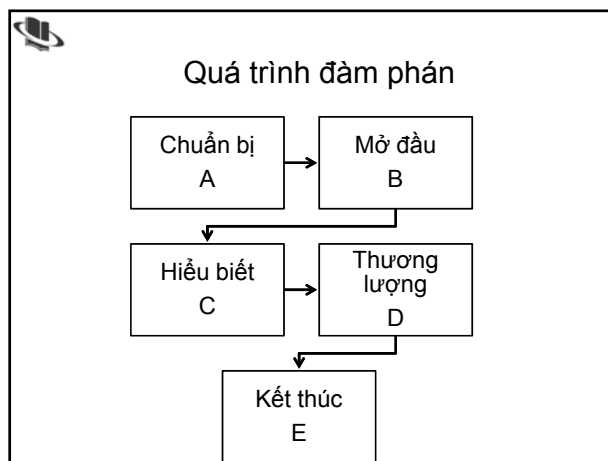 Quá trình đàm phán
Chuẩn bị
A
Mở đầu
B
Hiểu biết
C
Thương
lượng
D
Kết thúc
E